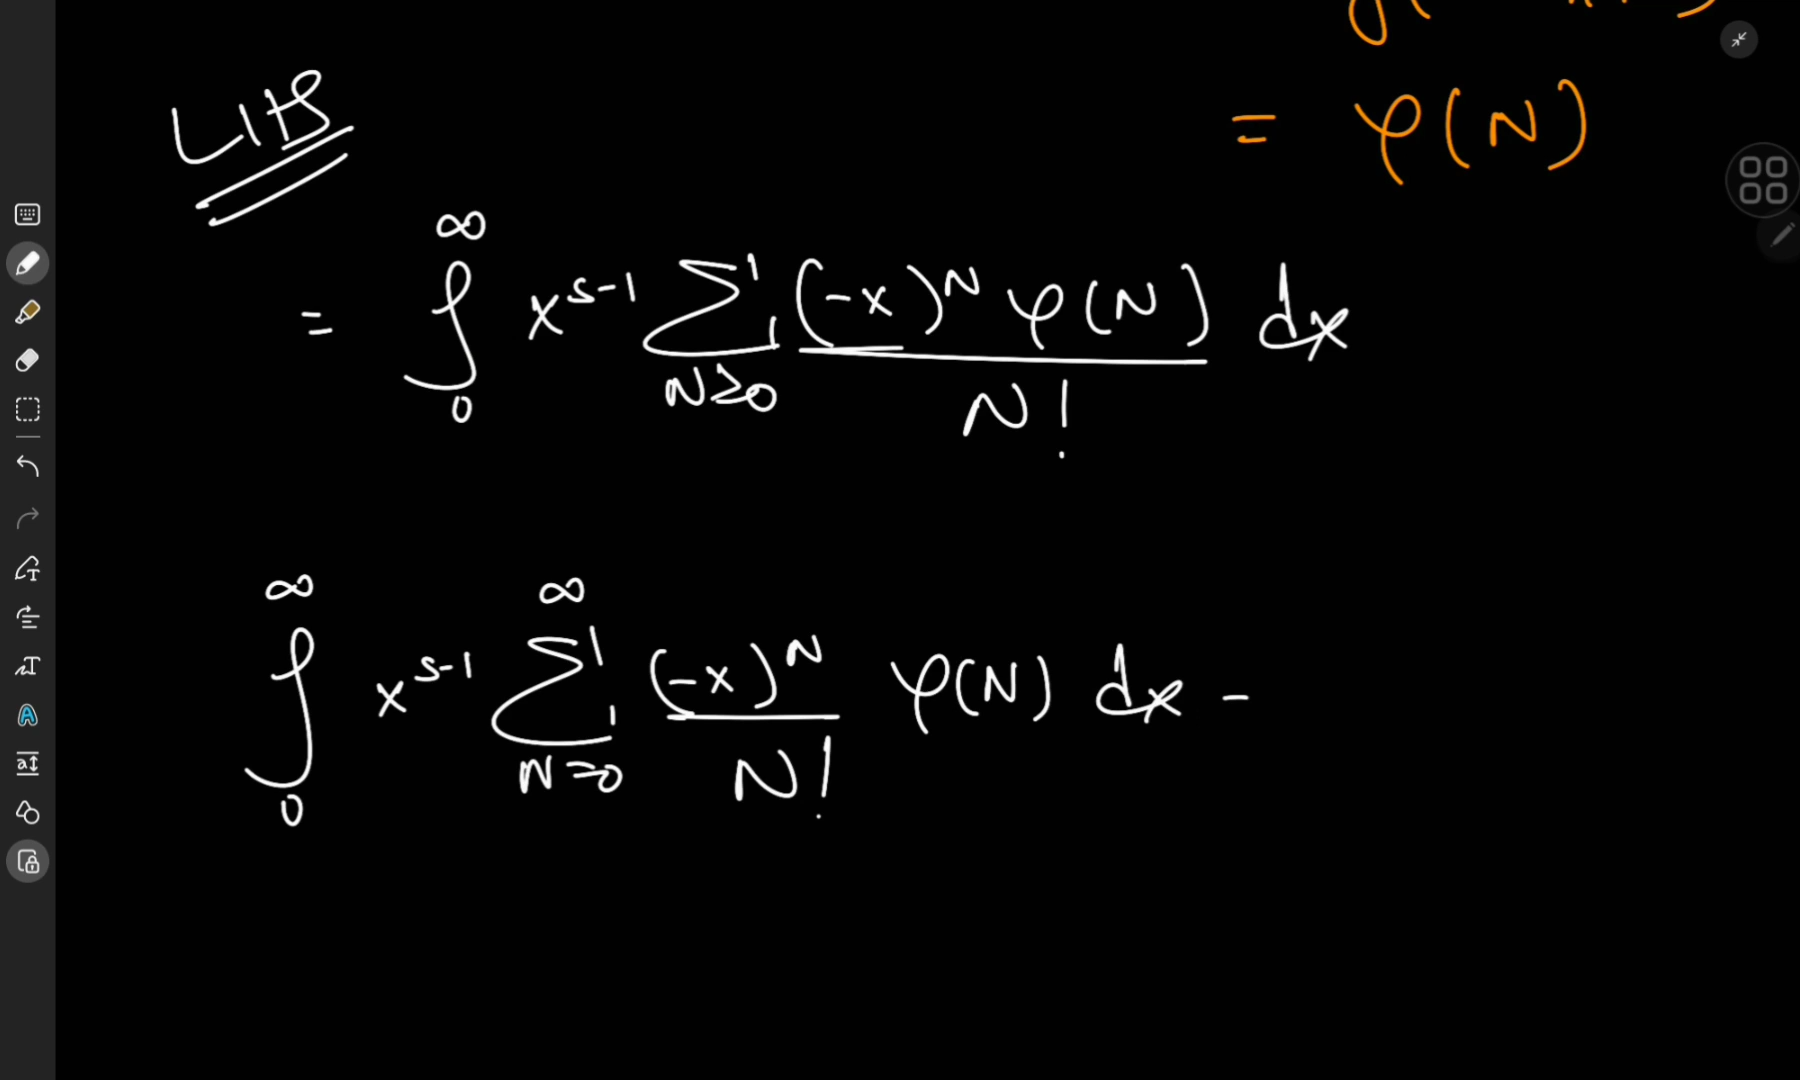 = φ(N)
LHS
= ∫₀^∞ x^{s-1} ∑_{N≥0} (-x)^N φ(N) / N! dx
∫₀^∞ x^{s-1} ∑_{N=0}^∞ (-x)^N / N! φ(N) dx -